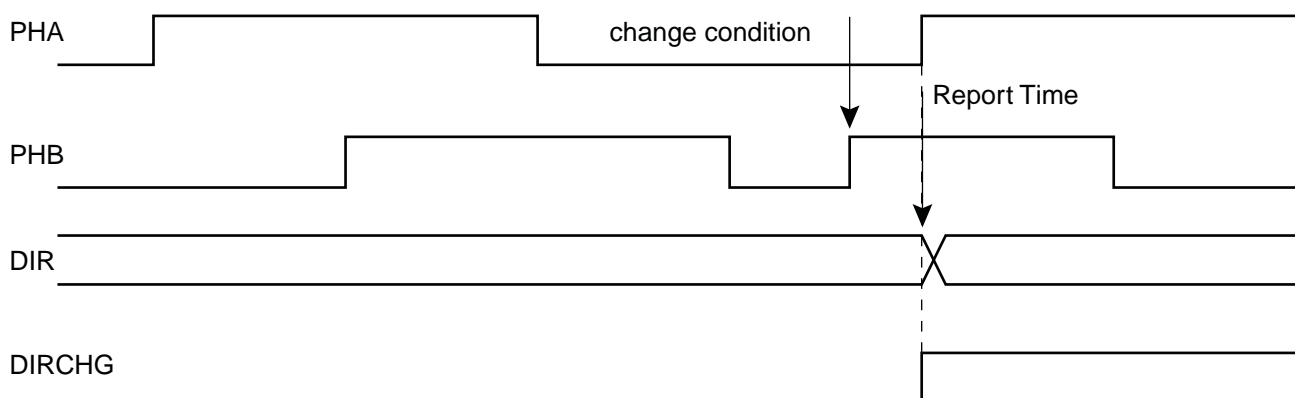 PHA
change condition
Report Time
PHB
DIR
DIRCHG